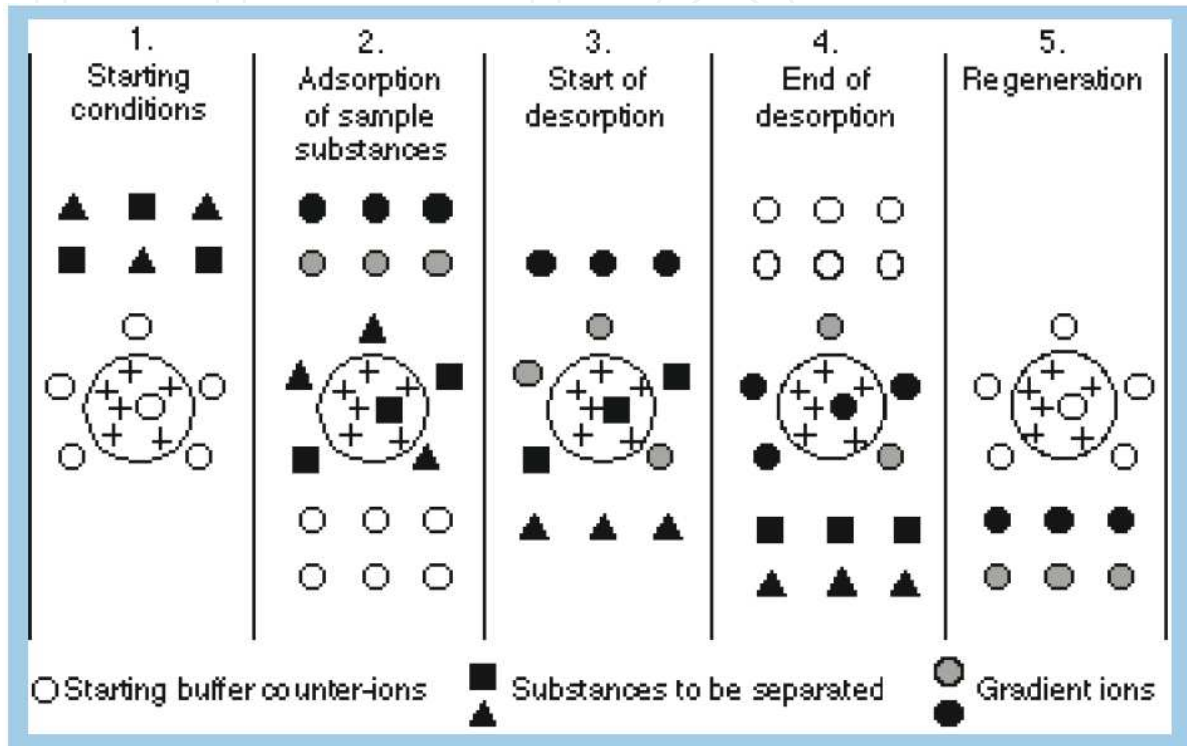 1.
Starting
conditions
2.
Adsorption
of sample
substances
3.
Start of
desorption
4.
End of
desorption
5.
Regeneration
Starting buffer counter-ions
Substances to be separated
Gradient ions